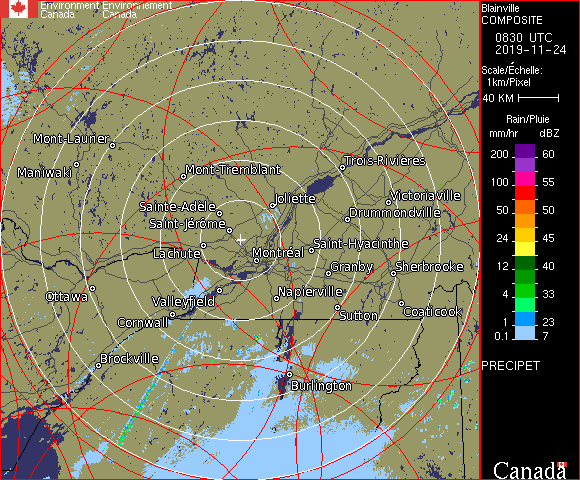 Environment Environnement
Canada Canada
Blainville
COMPOSITE
0830 UTC
2019-11-24
Scale/Échelle:
1km/Pixel
40 KM
Rain/Pluie
mm/hr dBZ
200 60
100 55
50 50
24 45
12 40
4 33
1 23
0.1 7
PRECIPET
Canada
Mont-Laurier
Maniwaki
Mont-Tremblant
Trois-Rivières
Joliette
Victoriaville
Sainte-Adèle
Drummondville
Saint-Jérôme
Saint-Hyacinthe
Lachute
Montréal
Granby
Sherbrooke
Ottawa
Valleyfield
Napierville
Coaticook
Cornwall
Sutton
Brockville
Burlington